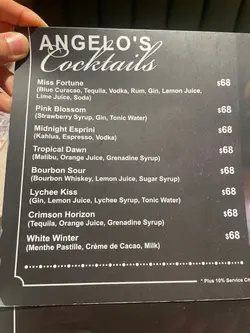 ANGELO'S
Cocktails
Miss Fortune $68
(Blue Curacao, Tequila, Vodka, Rum, Gin, Lemon Juice,
Lime Juice, Soda)
Pink Blossom $68
(Strawberry Syrup, Gin, Tonic Water)
Midnight Esprini $68
(Kahlua, Espresso, Vodka)
Tropical Dawn $68
(Malibu, Orange Juice, Grenadine Syrup)
Bourbon Sour $68
(Bourbon Whiskey, Lemon Juice, Sugar Syrup)
Lychee Kiss $68
(Gin, Lemon Juice, Lychee Syrup, Tonic Water)
Crimson Horizon $68
(Tequila, Orange Juice, Grenadine Syrup)
White Winter $68
(Menthe Pastille, Crème de Cacao, Milk)
* Plus 10% Service Ch